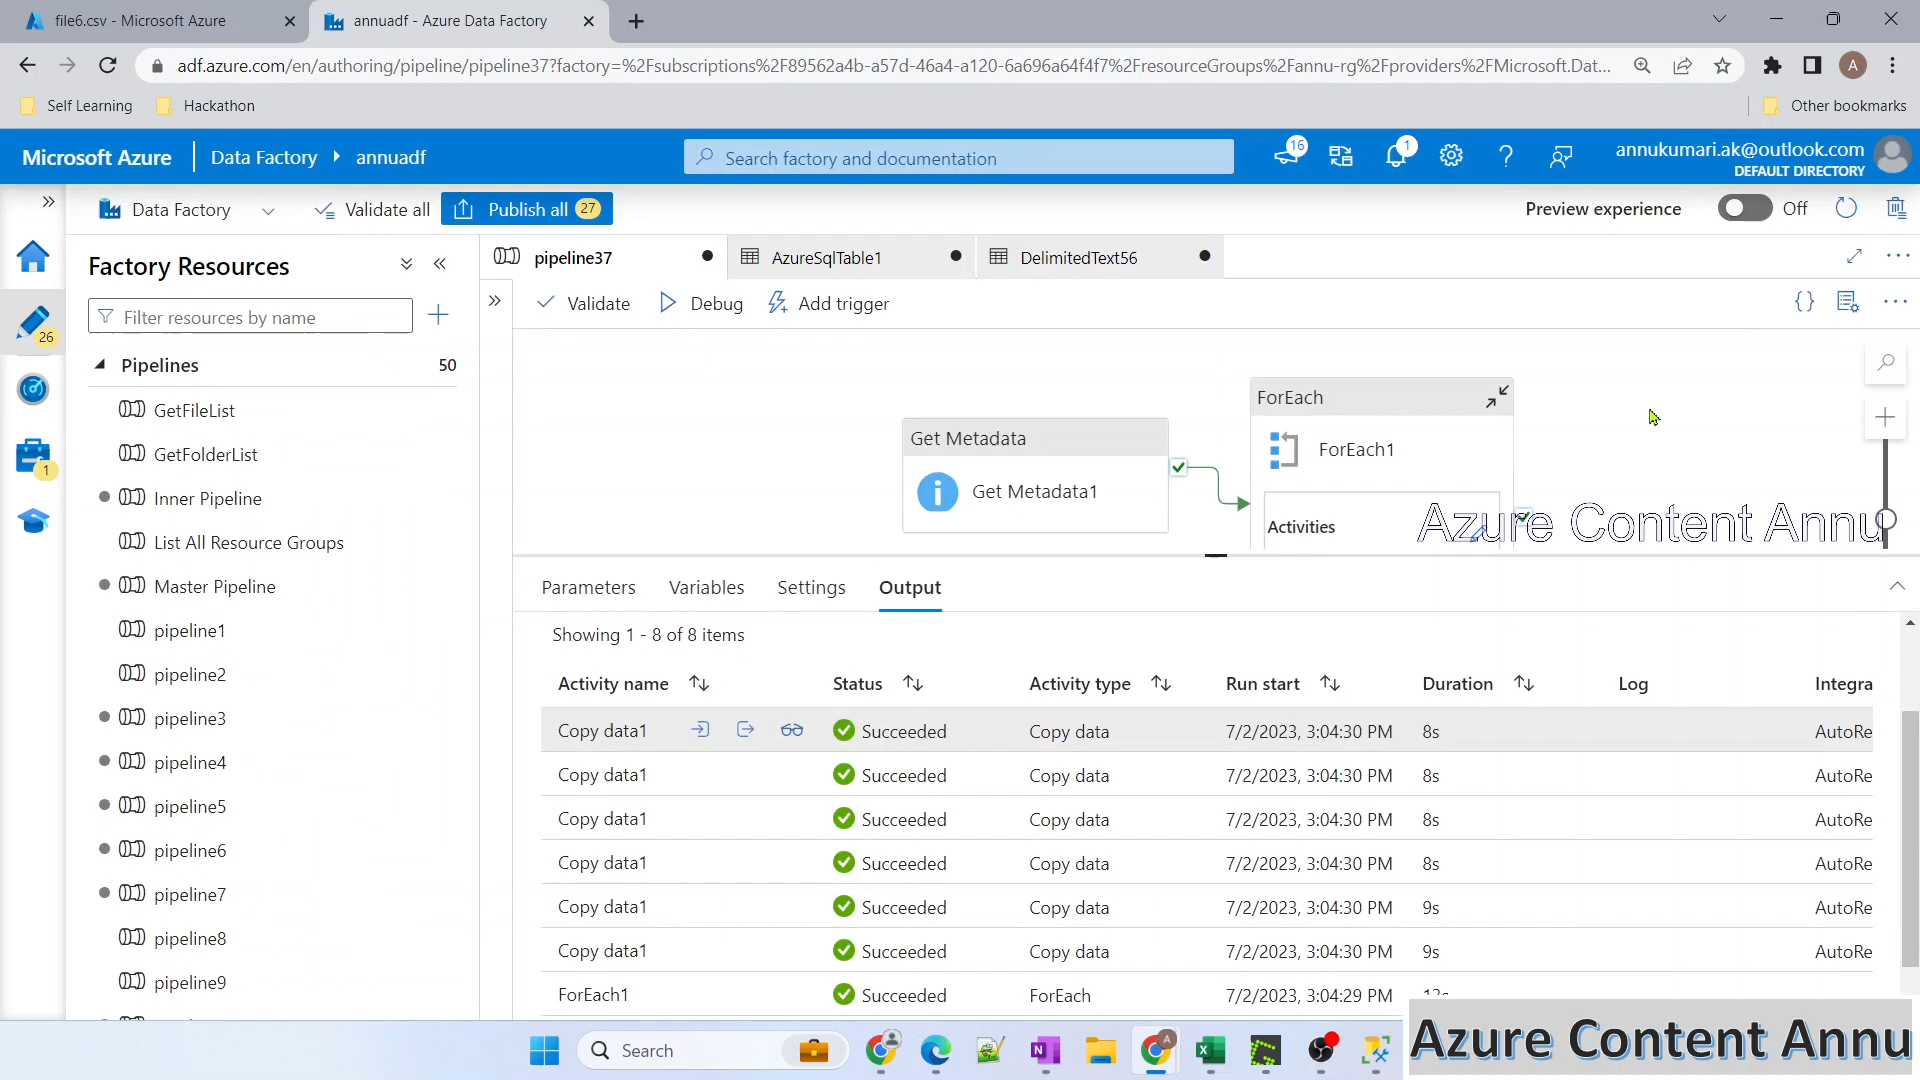 file6.csv - Microsoft Azure
annuadf - Azure Data Factory
adf.azure.com/en/authoring/pipeline/pipeline37?factory=%2Fsubscriptions%2F89562a4b-a57d-46a4-a120-6a696a64f4f7%2FresourceGroups%2Fannu-rg%2Fproviders%2FMicrosoft.Dat...
A
Self Learning
Hackathon
Other bookmarks
Microsoft Azure
Data Factory
annuadf
Search factory and documentation
16
1
annukumari.ak@outlook.com
DEFAULT DIRECTORY
Data Factory
Validate all
Publish all 27
Preview experience
Off
Factory Resources
pipeline37
AzureSqlTable1
DelimitedText56
Filter resources by name
Validate
Debug
Add trigger
26
1
Pipelines 50
GetFileList
GetFolderList
Inner Pipeline
List All Resource Groups
Master Pipeline
pipeline1
pipeline2
pipeline3
pipeline4
pipeline5
pipeline6
pipeline7
pipeline8
pipeline9
Get Metadata
Get Metadata1
ForEach
ForEach1
Activities
Azure Content Annu
Parameters Variables Settings Output
Showing 1 - 8 of 8 items
Activity name Status Activity type Run start Duration Log Integra
Copy data1 Succeeded Copy data 7/2/2023, 3:04:30 PM 8s AutoRe
Copy data1 Succeeded Copy data 7/2/2023, 3:04:30 PM 8s AutoRe
Copy data1 Succeeded Copy data 7/2/2023, 3:04:30 PM 8s AutoRe
Copy data1 Succeeded Copy data 7/2/2023, 3:04:30 PM 8s AutoRe
Copy data1 Succeeded Copy data 7/2/2023, 3:04:30 PM 9s AutoRe
Copy data1 Succeeded Copy data 7/2/2023, 3:04:30 PM 9s AutoRe
ForEach1 Succeeded ForEach 7/2/2023, 3:04:29 PM
Search
A
Azure Content Annu